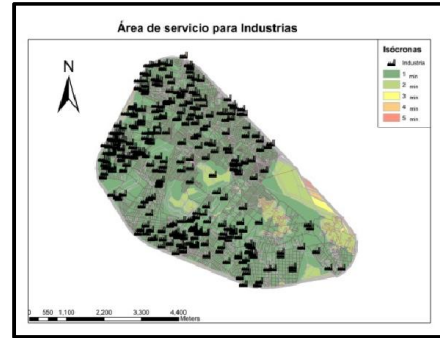 Área de servicio para Industrias
N
Isócronas
Industria
1 min
2 min
3 min
4 min
5 min
0 550 1.100 2.200 3.300 4.400
Meters